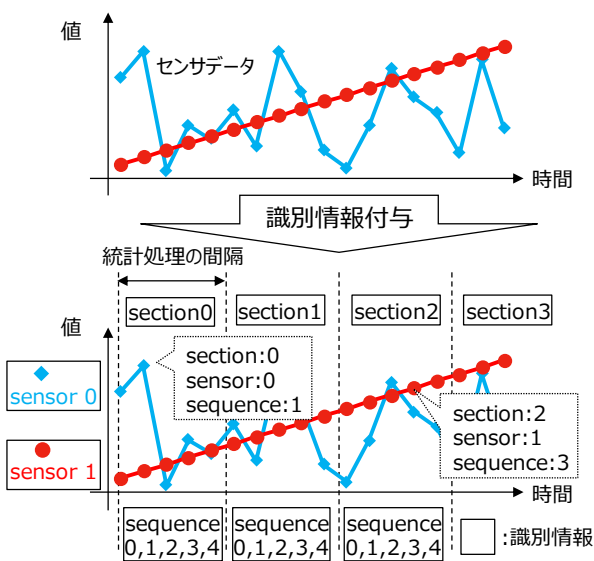 値
センサデータ
時間
識別情報付与
統計処理の間隔
section0
section1
section2
section3
値
section:0
sensor:0
sequence:1
sensor 0
section:2
sensor:1
sequence:3
sensor 1
時間
sequence
0,1,2,3,4
sequence
0,1,2,3,4
sequence
0,1,2,3,4
:識別情報